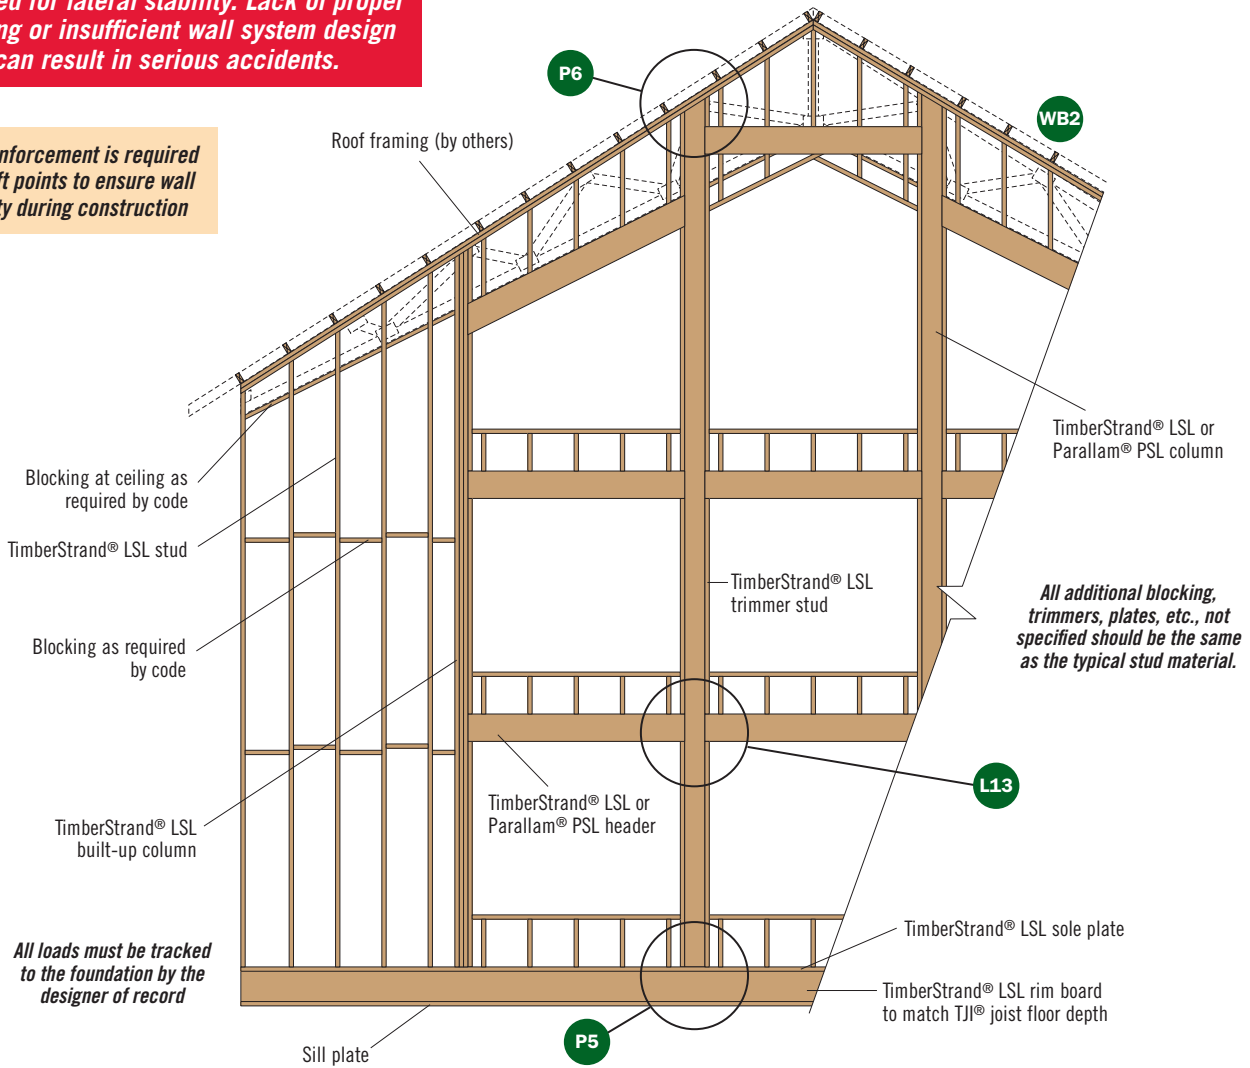 for lateral stability. Lack of proper
or insufficient wall system design
can result in serious accidents.
is required
points to ensure wall
during construction
P6
WB2
Roof framing (by others)
Blocking at ceiling as
required by code
TimberStrand® LSL stud
Blocking as required
by code
TimberStrand® LSL
built-up column
All loads must be tracked
to the foundation by the
designer of record
Sill plate
TimberStrand® LSL or
Parallam® PSL header
TimberStrand® LSL
trimmer stud
TimberStrand® LSL or
Parallam® PSL column
All additional blocking,
trimmers, plates, etc., not
specified should be the same
as the typical stud material.
L13
TimberStrand® LSL sole plate
TimberStrand® LSL rim board
to match TJI® joist floor depth
P5